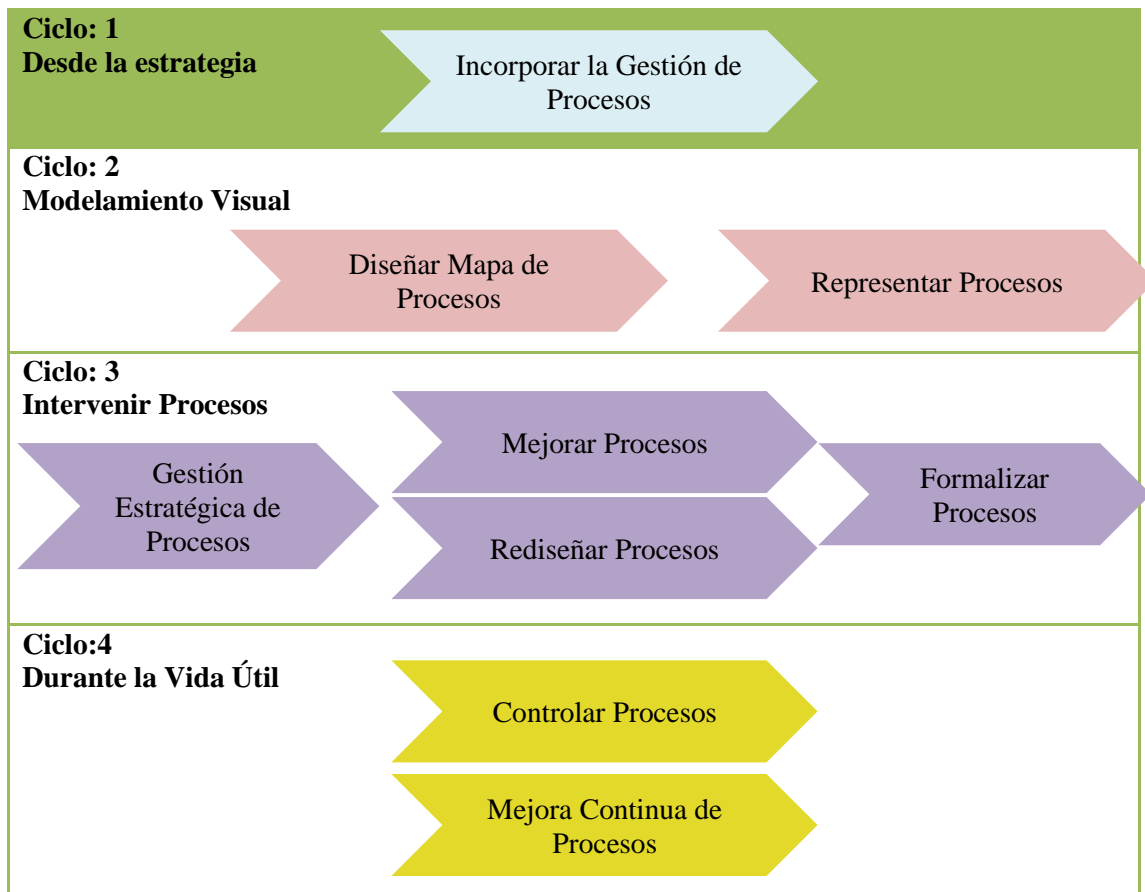 Ciclo: 1
Desde la estrategia
Incorporar la Gestión de
Procesos
Ciclo: 2
Modelamiento Visual
Diseñar Mapa de
Procesos
Representar Procesos
Ciclo: 3
Intervenir Procesos
Gestión
Estratégica de
Procesos
Mejorar Procesos
Rediseñar Procesos
Formalizar
Procesos
Ciclo:4
Durante la Vida Útil
Controlar Procesos
Mejora Continua de
Procesos